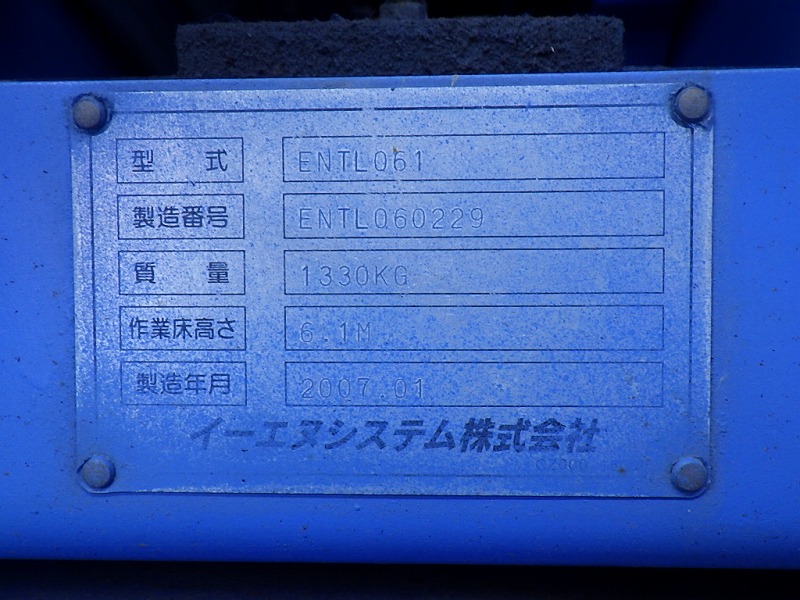 型 式 ENTL061
製造番号 ENTL060229
質 量 1330KG
作業床高さ 6.1M
製造年月 2007.01
イーエヌシステム株式会社